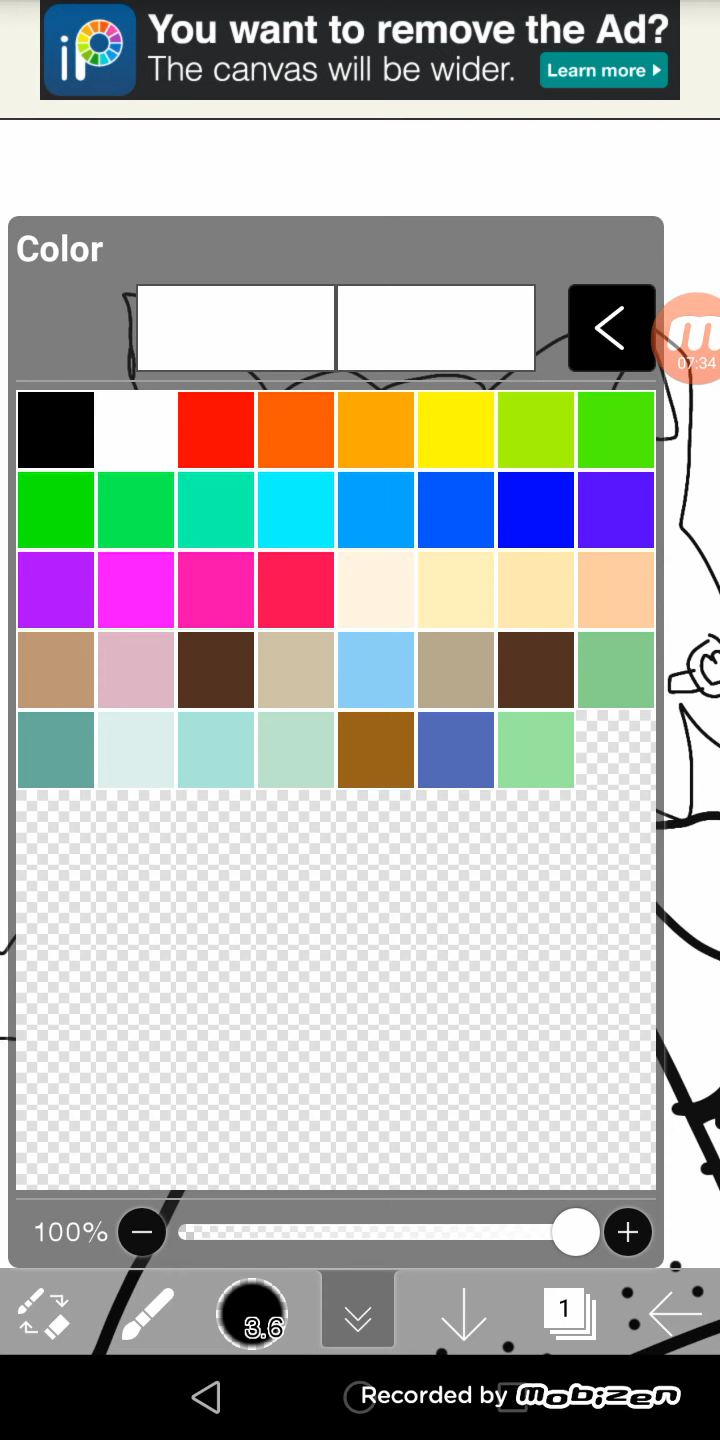 iP
You want to remove the Ad?
The canvas will be wider.
Learn more
Color
07:34
100%
3.6
1
Recorded by mobizen